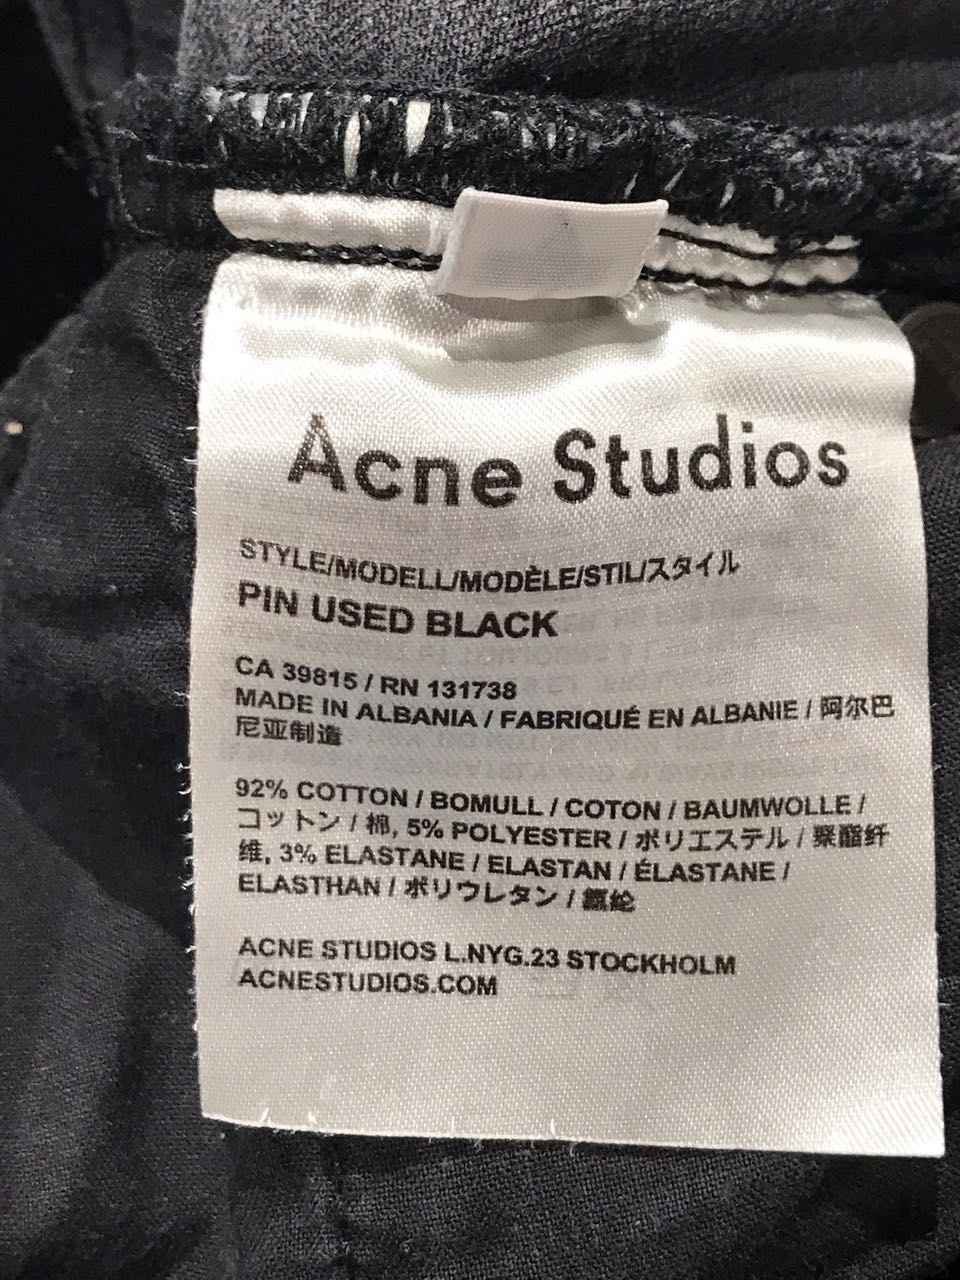 Acne Studios
STYLE/MODELL/MODÈLE/STIL/スタイル
PIN USED BLACK
CA 39815 / RN 131738
MADE IN ALBANIA / FABRIQUÉ EN ALBANIE / 阿尔巴
尼亚制造
92% COTTON / BOMULL / COTON / BAUMWOLLE /
コットン / 棉, 5% POLYESTER / ポリエステル / 聚酯纤
维, 3% ELASTANE / ELASTAN / ÉLASTANE /
ELASTHAN / ポリウレタン / 氨纶
ACNE STUDIOS L.NYG.23 STOCKHOLM
ACNESTUDIOS.COM